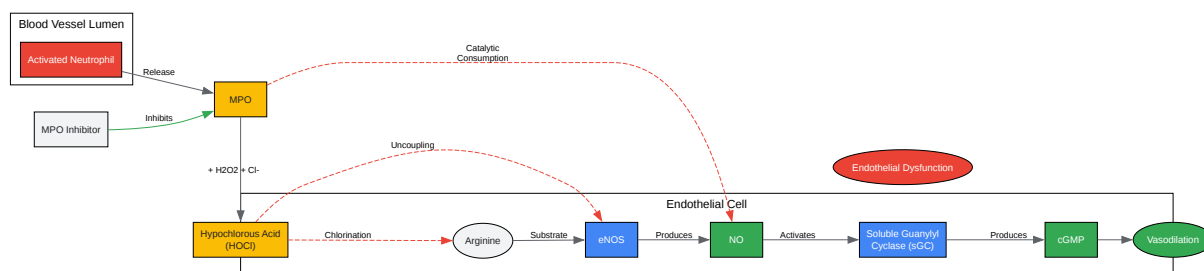 Blood Vessel Lumen
Activated Neutrophil
Release
MPO
Catalytic
Consumption
MPO Inhibitor
Inhibits
+ H2O2 + Cl-
Uncoupling
Endothelial Dysfunction
Endothelial Cell
Hypochlorous Acid
(HOCl)
Chlorination
Arginine
Substrate
eNOS
Produces
NO
Activates
Soluble Guanylyl
Cyclase (sGC)
Produces
cGMP
Vasodilation